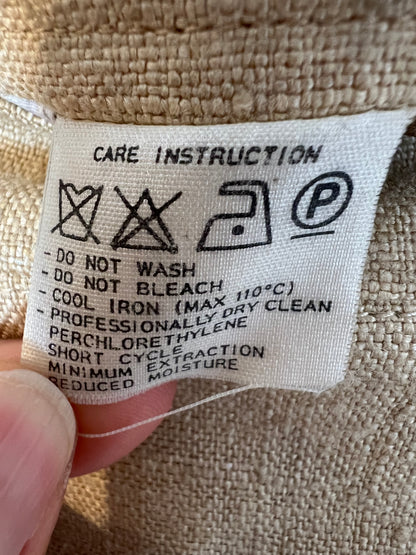 CARE INSTRUCTION
P
- DO NOT WASH
- DO NOT BLEACH
- COOL IRON (MAX 110°C)
- PROFESSIONALLY DRY CLEAN
PERCHLORETHYLENE
SHORT CYCLE
MINIMUM EXTRACTION
REDUCED MOISTURE